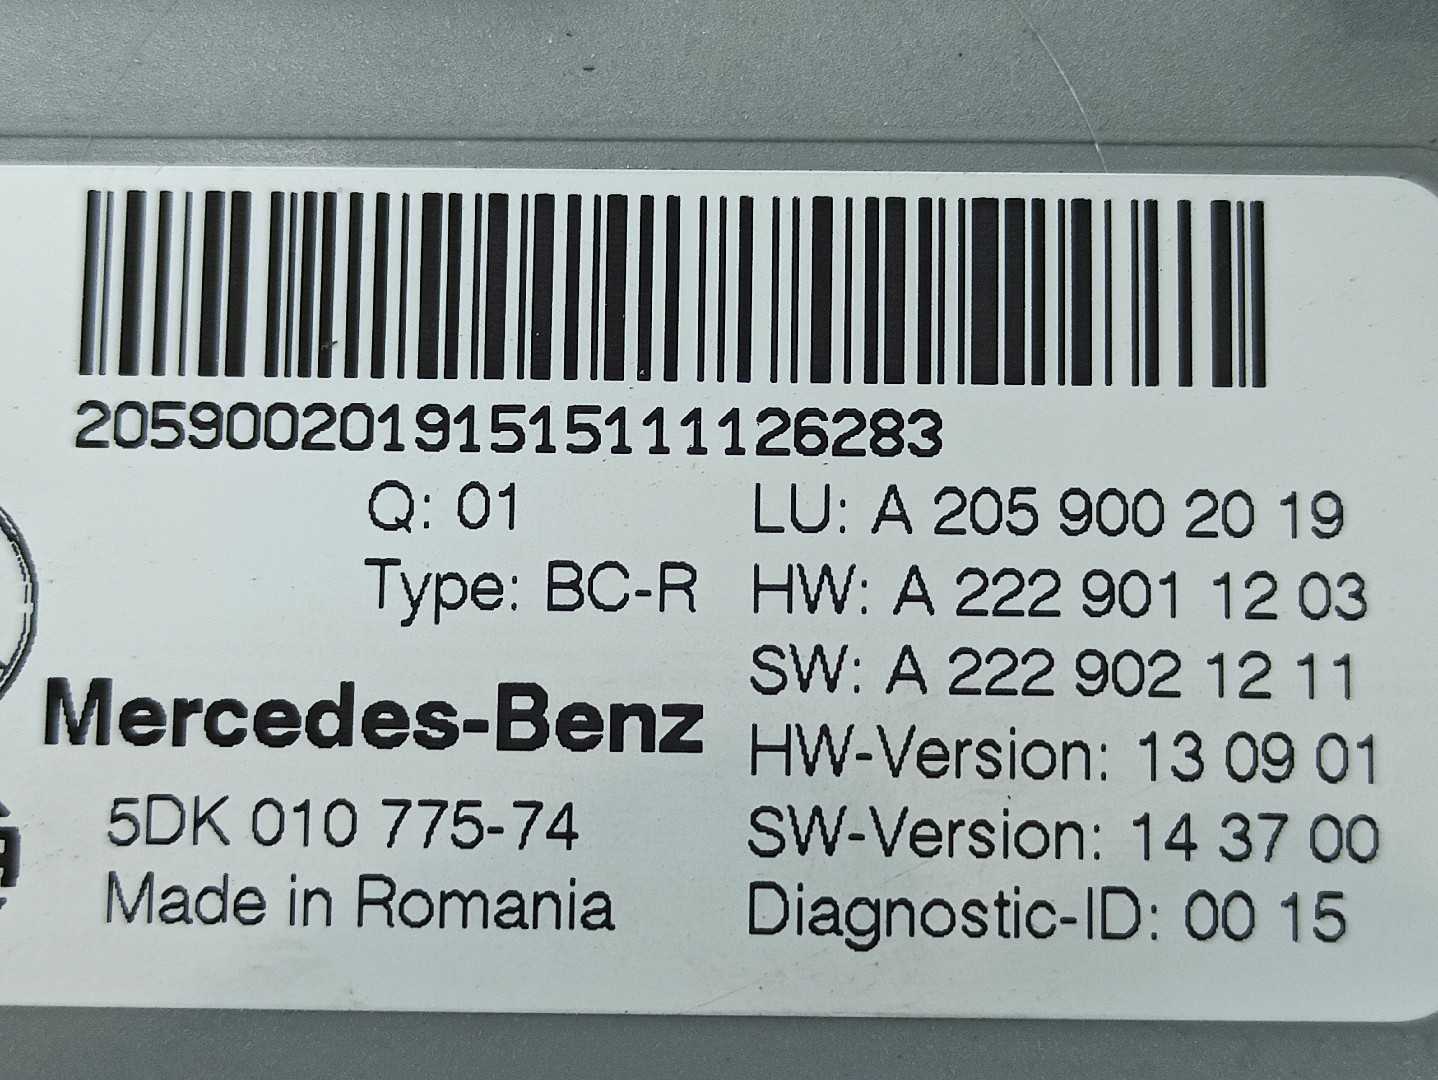 205900201915151111126283
Q: 01
LU: A 205 900 20 19
Type: BC-R
HW: A 222 901 12 03
SW: A 222 902 12 11
Mercedes-Benz
HW-Version: 13 09 01
5DK 010 775-74
SW-Version: 14 37 00
Made in Romania
Diagnostic-ID: 00 15